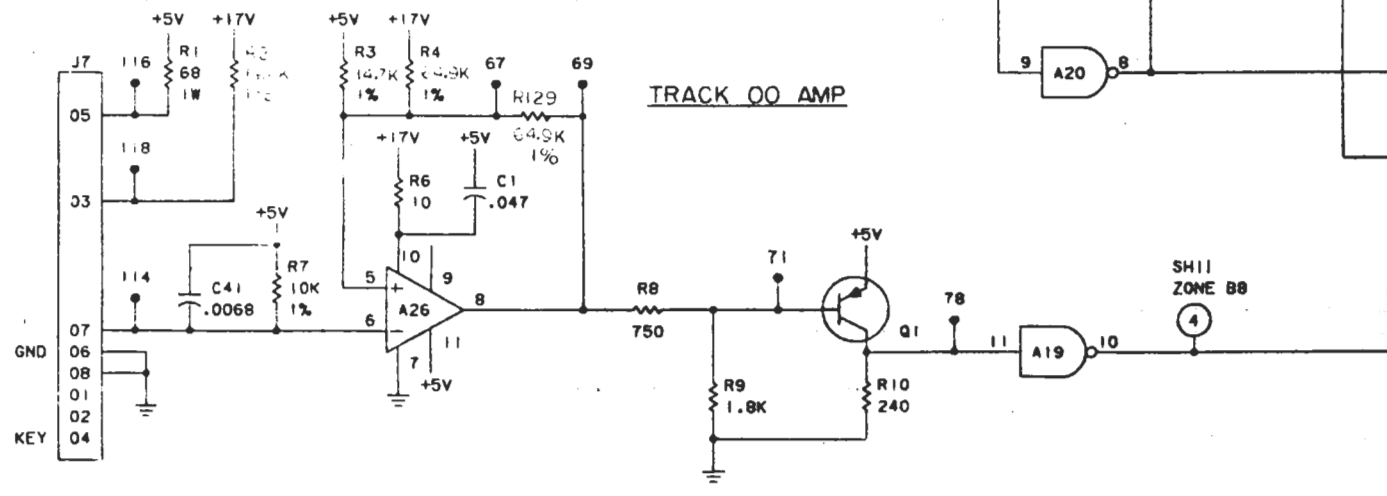 +5V +17V +5V +17V
J7 116 R1 R3 R4 67 69
68 14.7K 64.9K
1W 1% 1%
TRACK 00 AMP
9 A20 8
05
R129
64.9K
1%
118
+17V +5V
03
R6
10
C1
.047
+5V
114
C41
.0068
R7
10K
1%
07
10
5 + 9
A26 8
6 −
11
7
+5V
R8
750
71
+5V
Q1
78
11 A19 10
SH11
ZONE B8
4
GND 06
08
01
02
KEY 04
R9
1.8K
R10
240